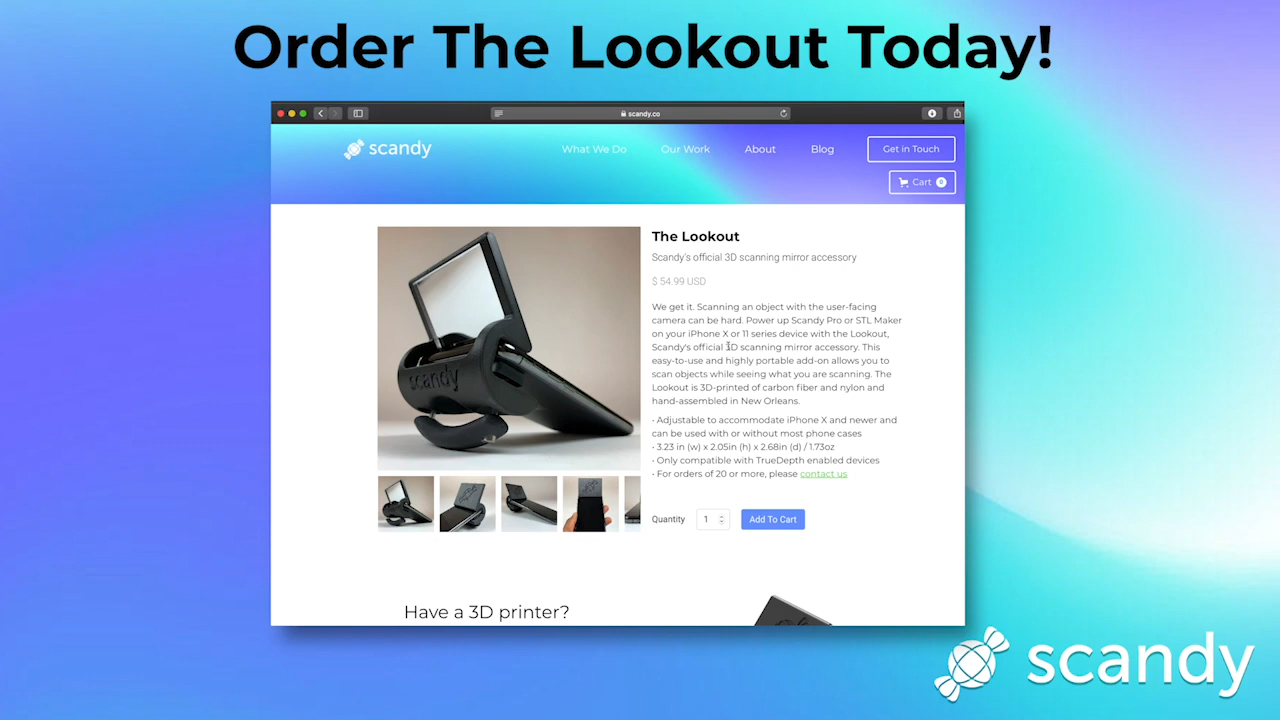 Order The Lookout Today!
scandy.co
scandy
What We Do
Our Work
About
Blog
Get in Touch
Cart 0
The Lookout
Scandy's official 3D scanning mirror accessory
$ 54.99 USD
We get it. Scanning an object with the user-facing
camera can be hard. Power up Scandy Pro or STL Maker
on your iPhone X or 11 series device with the Lookout,
Scandy's official 3D scanning mirror accessory. This
easy-to-use and highly portable add-on allows you to
scan objects while seeing what you are scanning. The
Lookout is 3D-printed of carbon fiber and nylon and
hand-assembled in New Orleans.
• Adjustable to accommodate iPhone X and newer and
can be used with or without most phone cases
• 3.23 in (w) x 2.05in (h) x 2.68in (d) / 1.73oz
• Only compatible with TrueDepth enabled devices
• For orders of 20 or more, please contact us
scandy
Quantity
1
Add To Cart
Have a 3D printer?
scandy